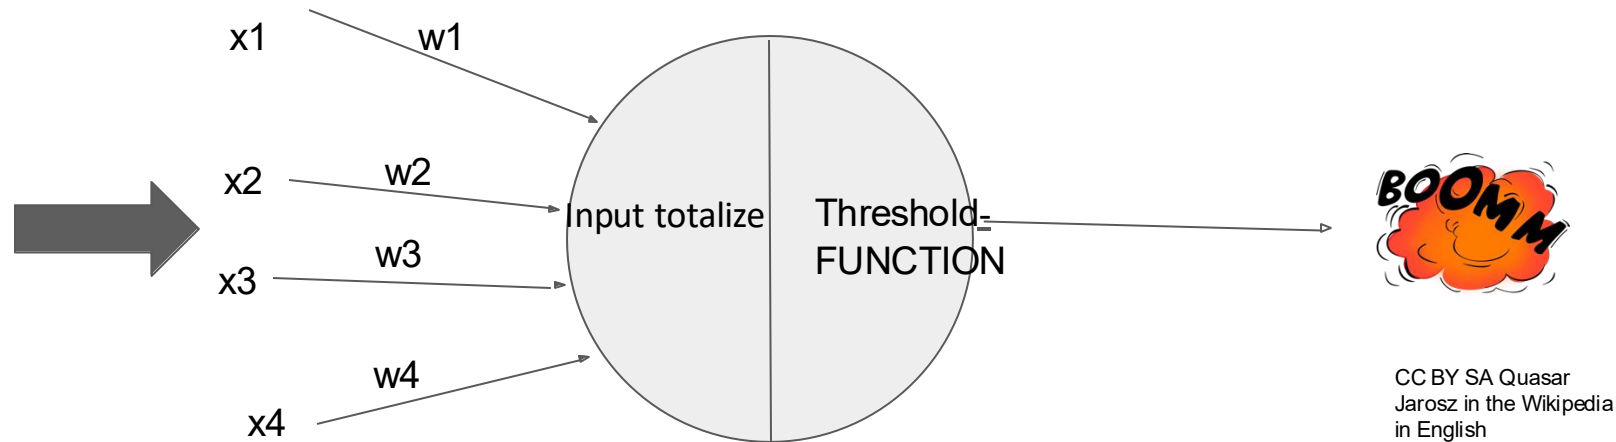 x1
w1
x2
w2
x3
w3
x4
w4
Input totalize
Threshold-
FUNCTION
BOOMM
CC BY SA Quasar
Jarosz in the Wikipedia
in English